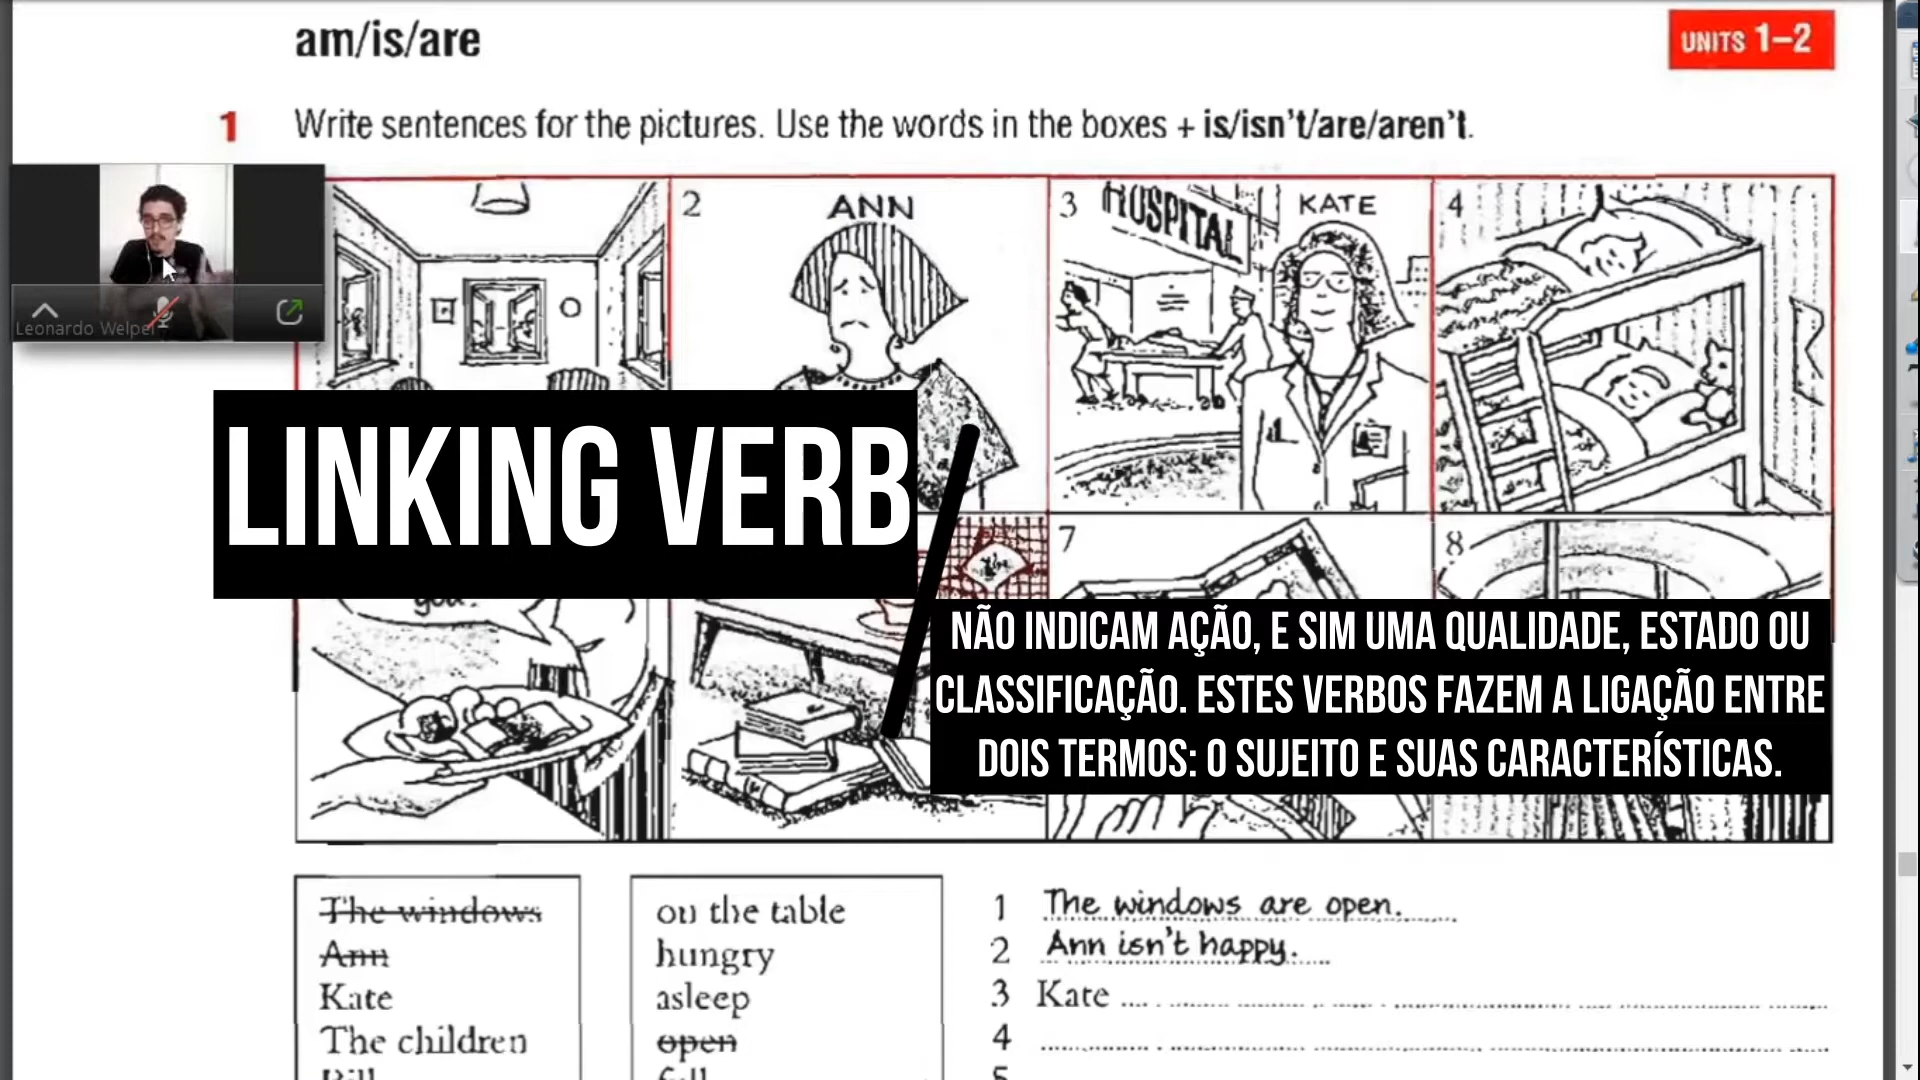 am/is/are
UNITS 1–2
1 Write sentences for the pictures. Use the words in the boxes + is/isn't/are/aren't.
2 ANN
3 HOSPITAL KATE
4
Leonardo Welper
LINKING VERB
7
8
you.
NÃO INDICAM AÇÃO, E SIM UMA QUALIDADE, ESTADO OU
CLASSIFICAÇÃO. ESTES VERBOS FAZEM A LIGAÇÃO ENTRE
DOIS TERMOS: O SUJEITO E SUAS CARACTERÍSTICAS.
The windows
Ann
Kate
The children
Bill
on the table
hungry
asleep
open
full
1 The windows are open.
2 Ann isn't happy.
3 Kate
4
5